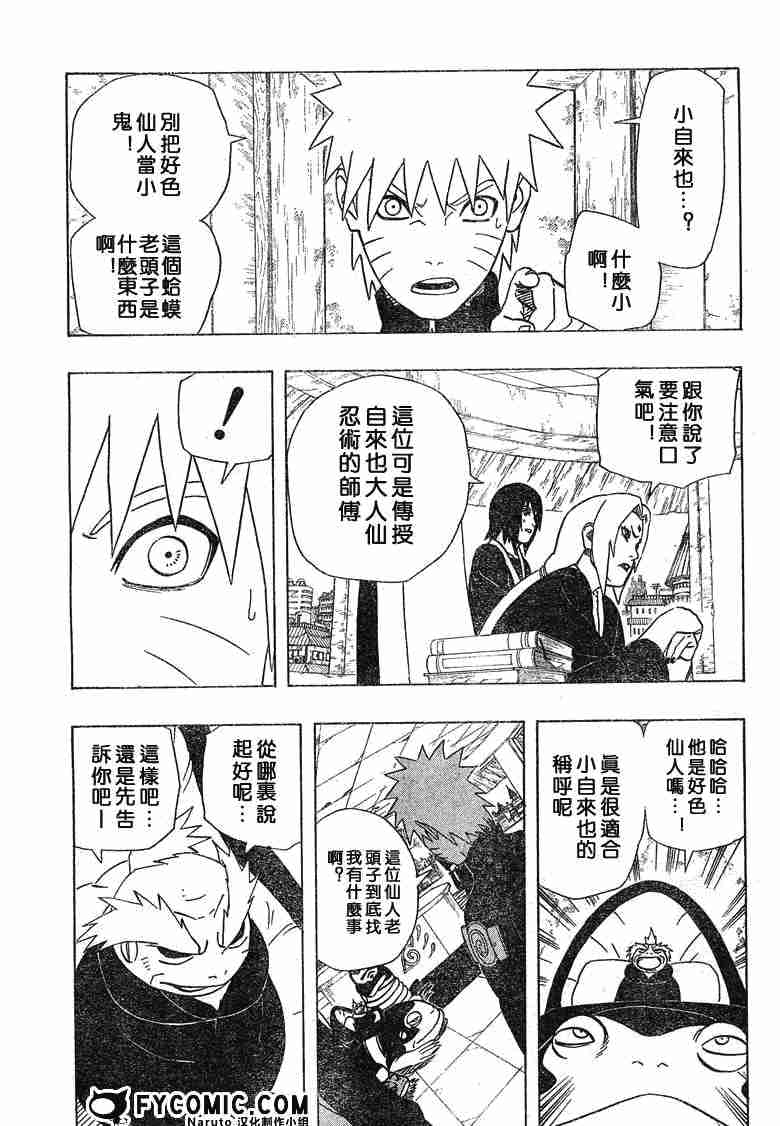 小自來也…？
什麼小
啊！
別把好色
仙人當小
鬼！
這個蛤蟆
老頭子是
什麼東西
啊！
跟你說了
要注意口
氣吧！
這位可是傳授
自來也大人仙
忍術的師傅
！
哈哈哈…
他是好色
仙人嗎…！
真是很適合
小自來也的
稱呼呢
這位仙人老
頭子到底找
我有什麼事
啊？
從哪裏說
起好呢…
這樣吧…
還是先告
訴你吧—
FYCOMIC.COM
Naruto 汉化制作小组